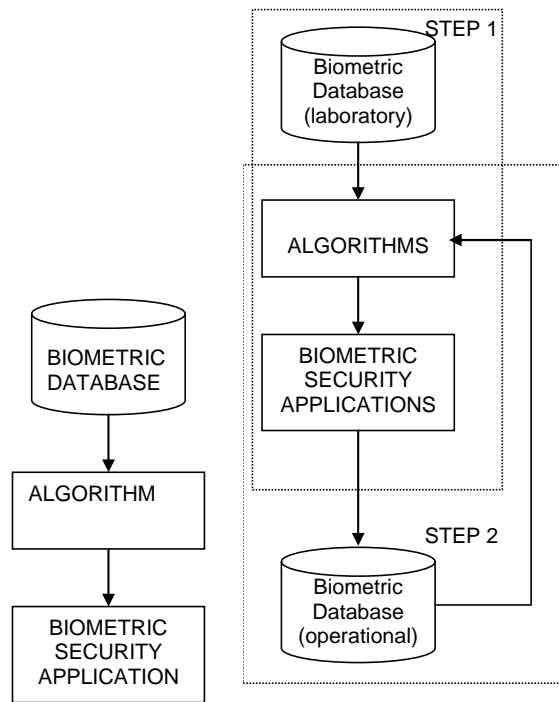 BIOMETRIC
DATABASE
ALGORITHM
BIOMETRIC
SECURITY
APPLICATION
STEP 1
Biometric
Database
(laboratory)
ALGORITHMS
BIOMETRIC
SECURITY
APPLICATIONS
STEP 2
Biometric
Database
(operational)